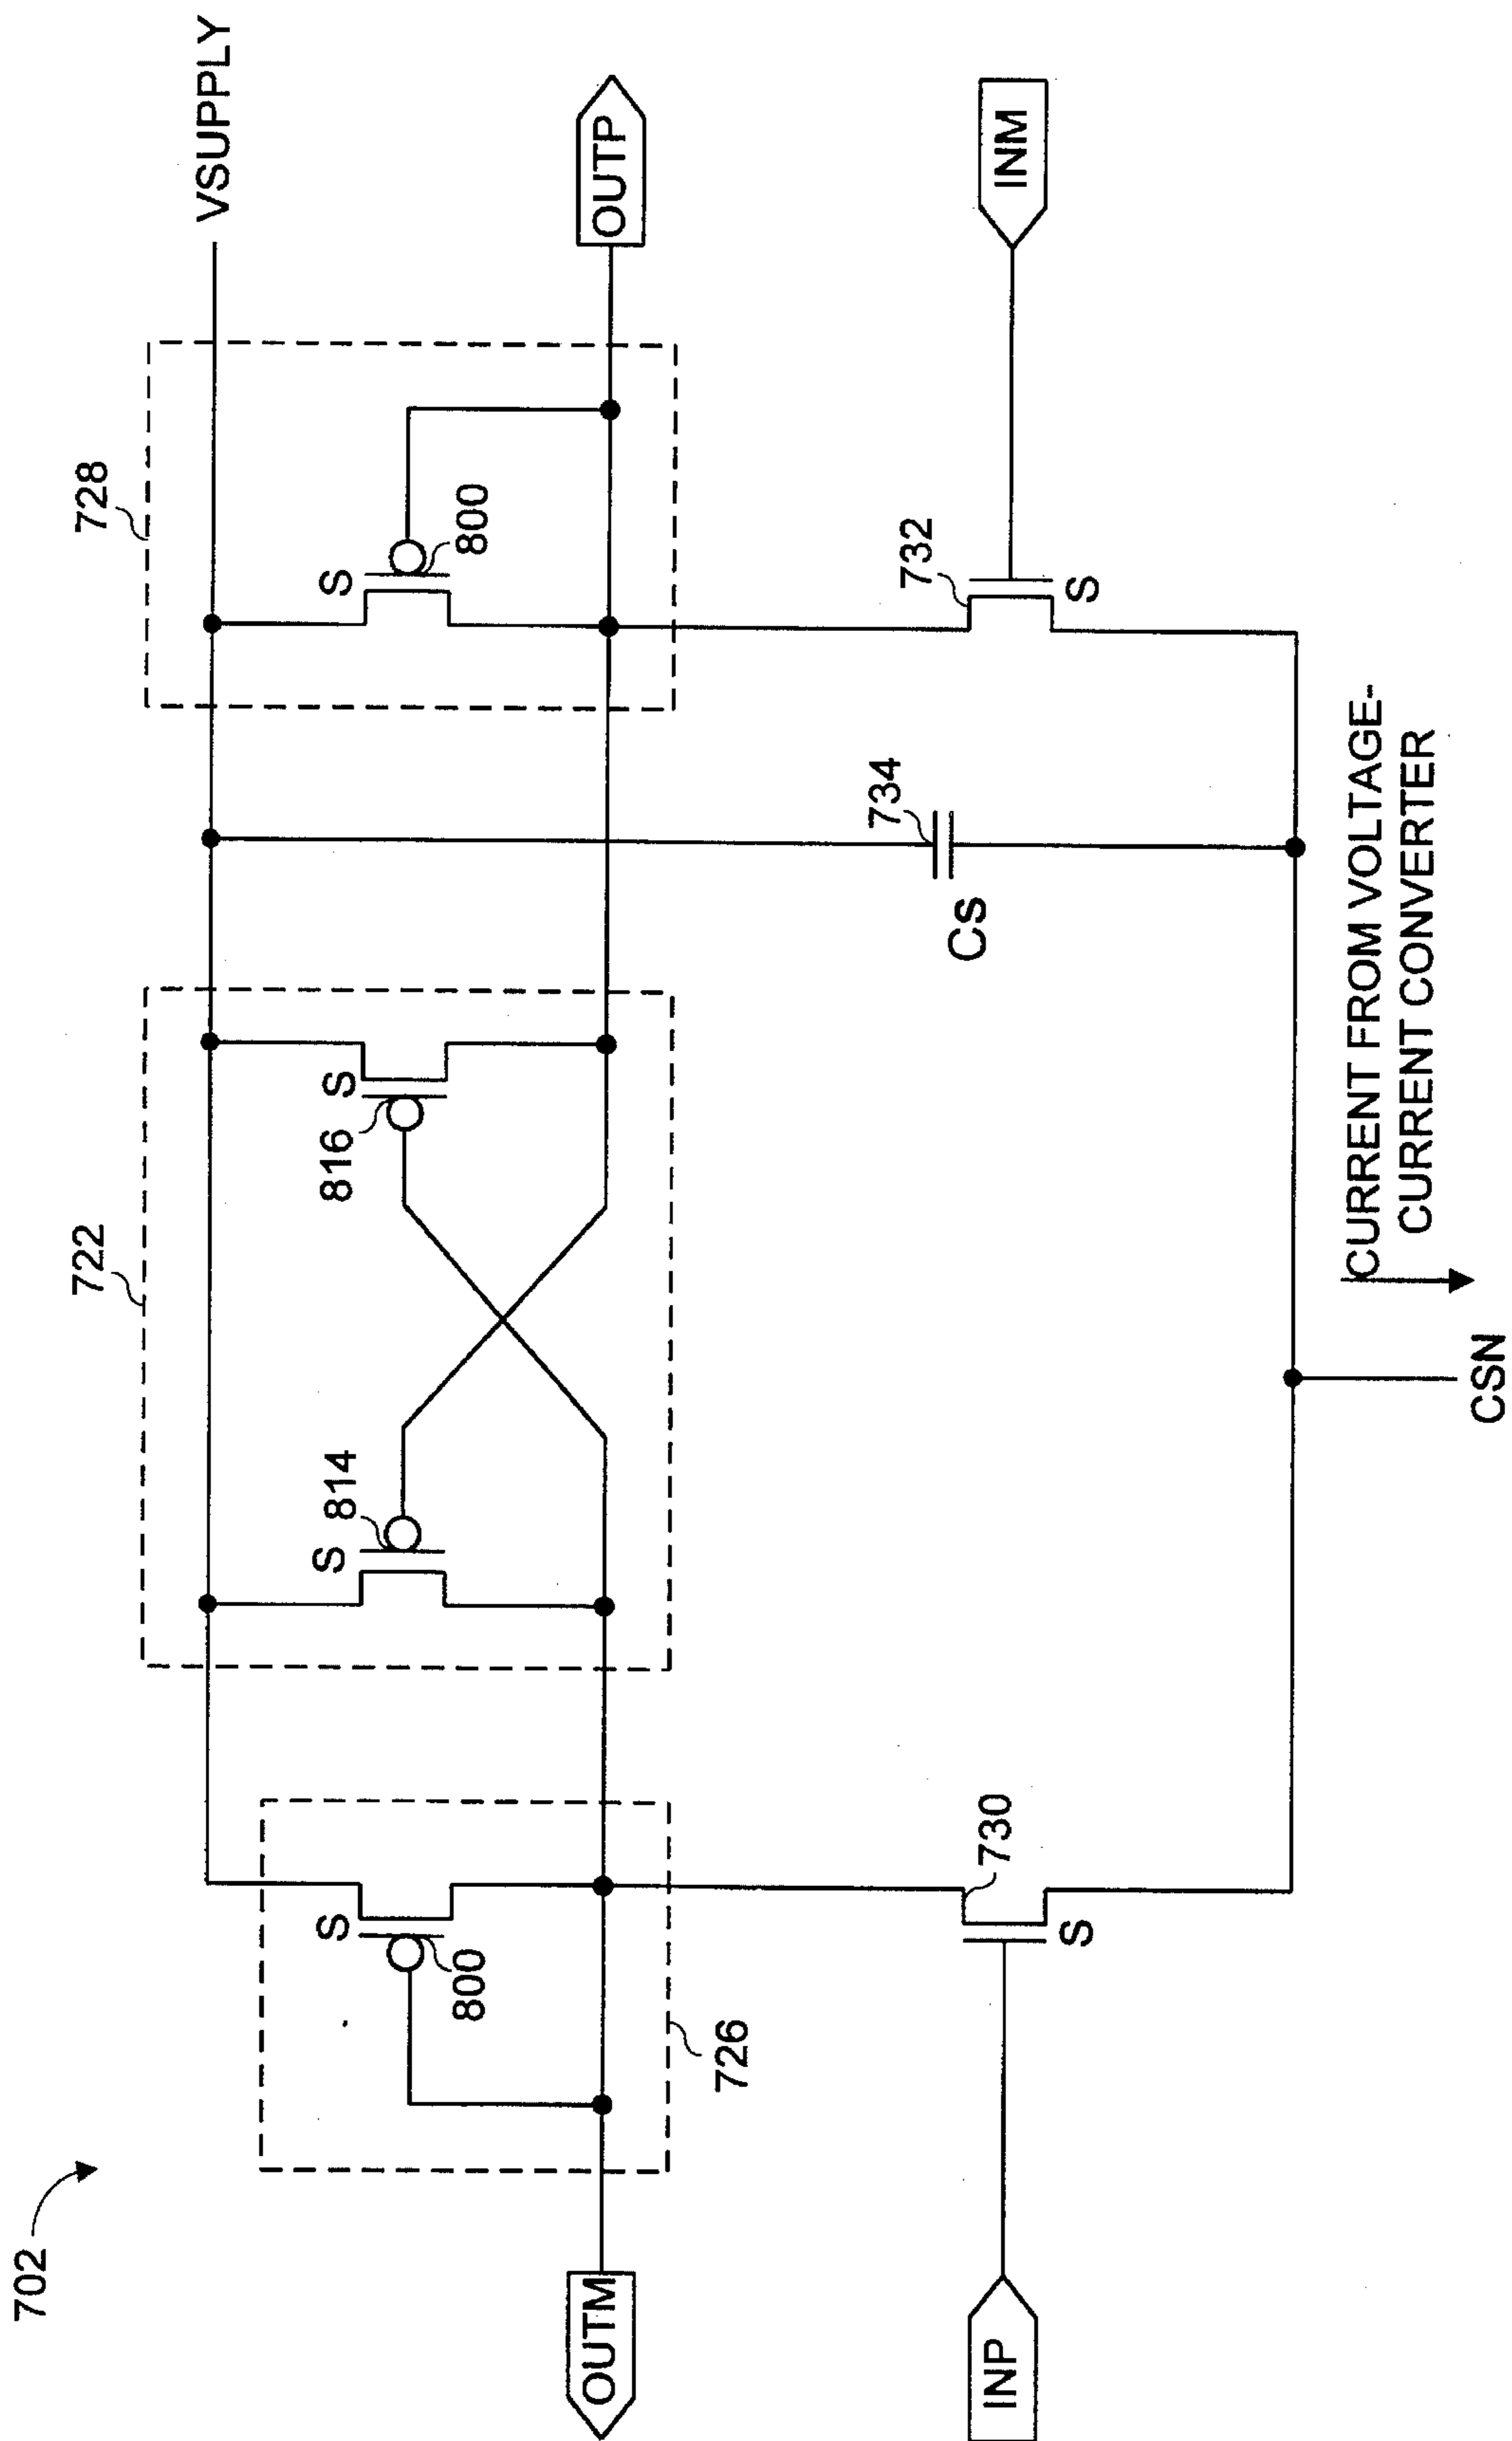 702
VSUPPLY
728
722
S
800
OUTP
S
816
S
814
S
800
726
OUTM
734
CS
732
S
INM
730
S
INP
CURRENT FROM VOLTAGE-
CURRENT CONVERTER
CSN